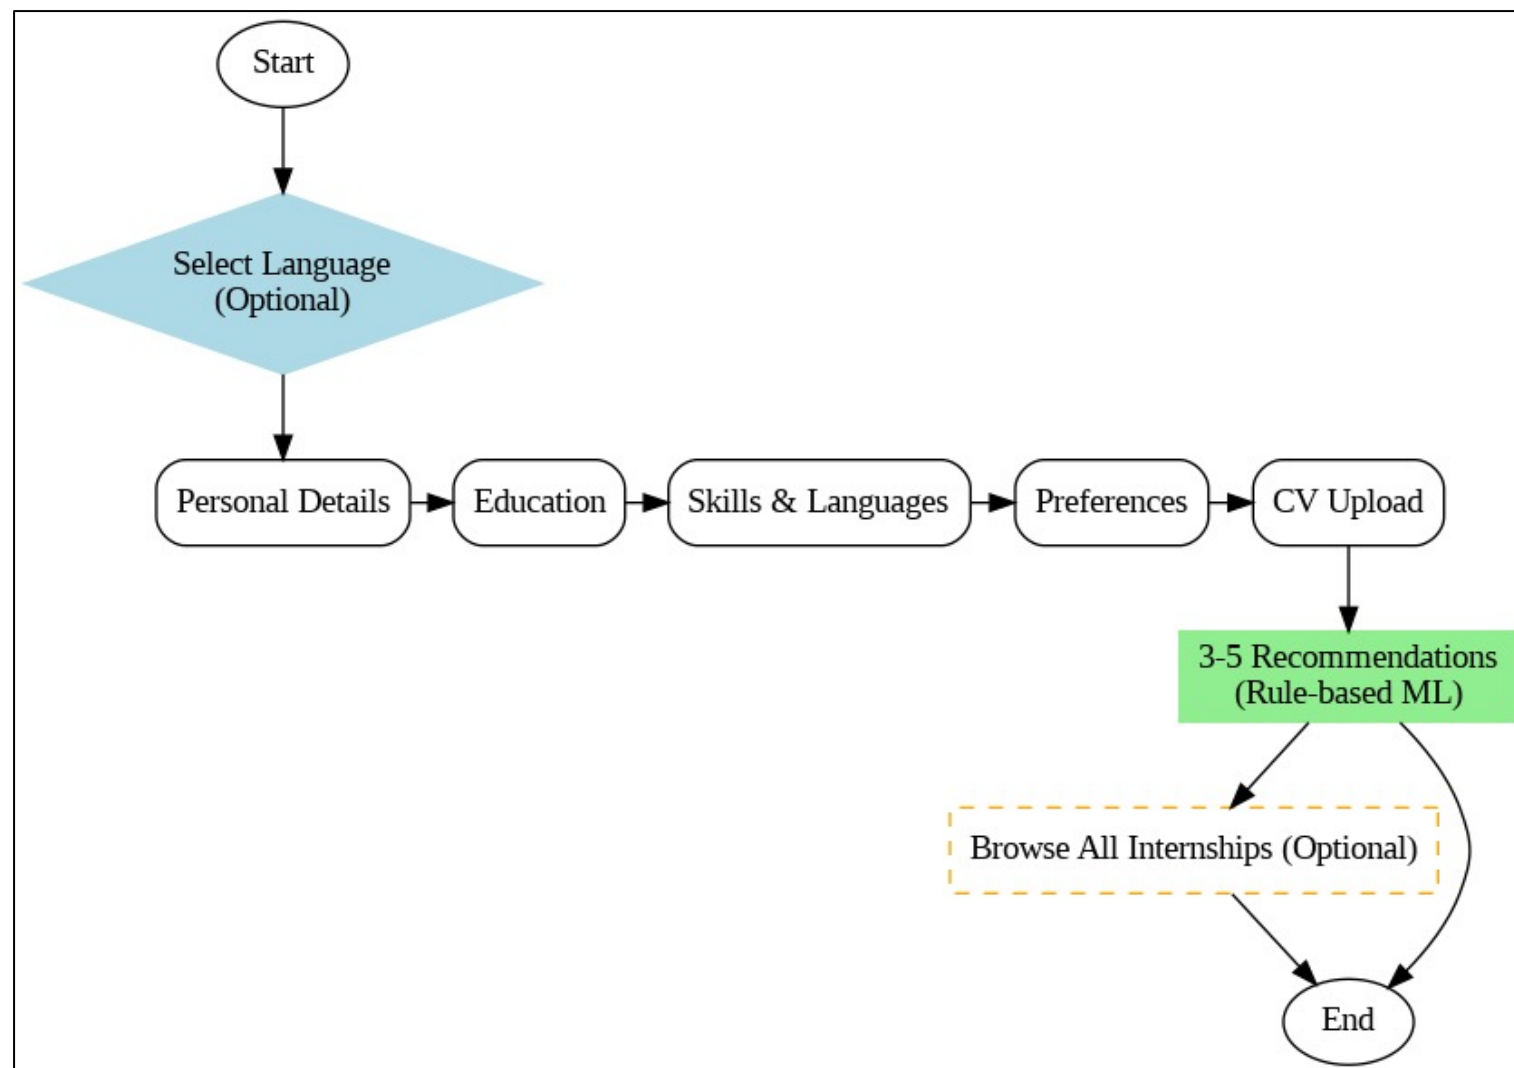 Start
Select Language
(Optional)
Personal Details
Education
Skills & Languages
Preferences
CV Upload
3-5 Recommendations
(Rule-based ML)
Browse All Internships (Optional)
End